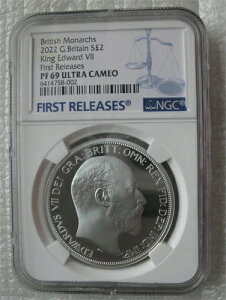 British Monarchs
2022 G.Britain S£2
King Edward VII
First Releases
PF 69 ULTRA CAMEO
6414758-002
FIRST RELEASES
NGC
EDWARDVS VII DEI GRA: BRITT: OMN: REX FID: DEF: IND: IMP: